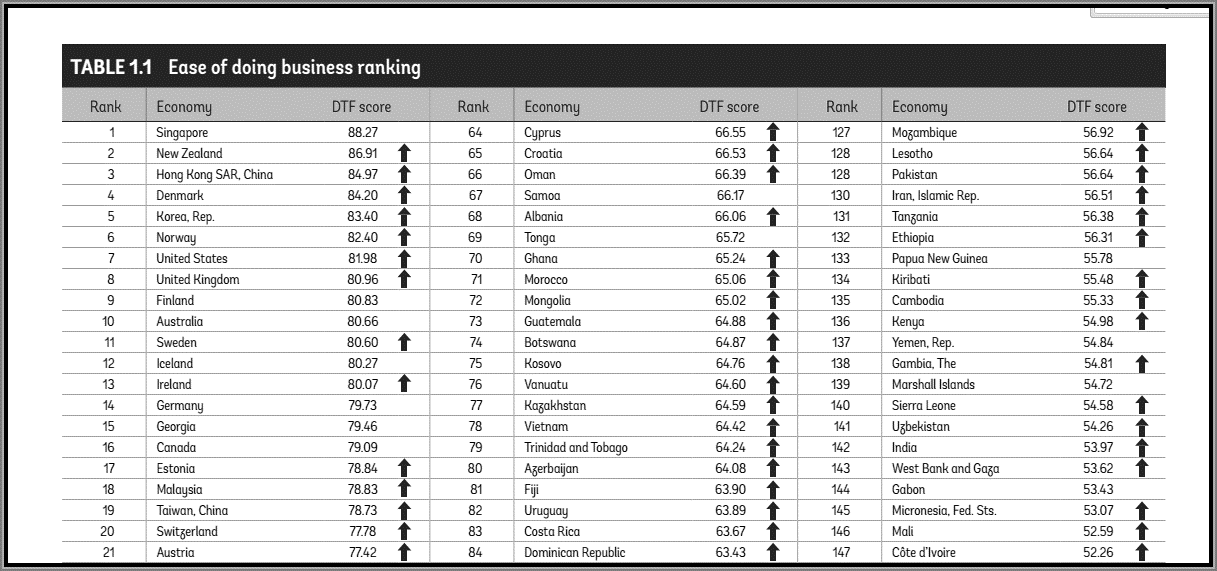 TABLE 1.1 Ease of doing business ranking
Rank Economy DTF score Rank Economy DTF score Rank Economy DTF score
1 Singapore 88.27 64 Cyprus 66.55 127 Mozambique 56.92
2 New Zealand 86.91 65 Croatia 66.53 128 Lesotho 56.64
3 Hong Kong SAR, China 84.97 66 Oman 66.39 128 Pakistan 56.64
4 Denmark 84.20 67 Samoa 66.17 130 Iran, Islamic Rep. 56.51
5 Korea, Rep. 83.40 68 Albania 66.06 131 Tanzania 56.38
6 Norway 82.40 69 Tonga 65.72 132 Ethiopia 56.31
7 United States 81.98 70 Ghana 65.24 133 Papua New Guinea 55.78
8 United Kingdom 80.96 71 Morocco 65.06 134 Kiribati 55.48
9 Finland 80.83 72 Mongolia 65.02 135 Cambodia 55.33
10 Australia 80.66 73 Guatemala 64.88 136 Kenya 54.98
11 Sweden 80.60 74 Botswana 64.87 137 Yemen, Rep. 54.84
12 Iceland 80.27 75 Kosovo 64.76 138 Gambia, The 54.81
13 Ireland 80.07 76 Vanuatu 64.60 139 Marshall Islands 54.72
14 Germany 79.73 77 Kazakhstan 64.59 140 Sierra Leone 54.58
15 Georgia 79.46 78 Vietnam 64.42 141 Uzbekistan 54.26
16 Canada 79.09 79 Trinidad and Tobago 64.24 142 India 53.97
17 Estonia 78.84 80 Azerbaijan 64.08 143 West Bank and Gaza 53.62
18 Malaysia 78.83 81 Fiji 63.90 144 Gabon 53.43
19 Taiwan, China 78.73 82 Uruguay 63.89 145 Micronesia, Fed. Sts. 53.07
20 Switzerland 77.78 83 Costa Rica 63.67 146 Mali 52.59
21 Austria 77.42 84 Dominican Republic 63.43 147 Côte d'Ivoire 52.26